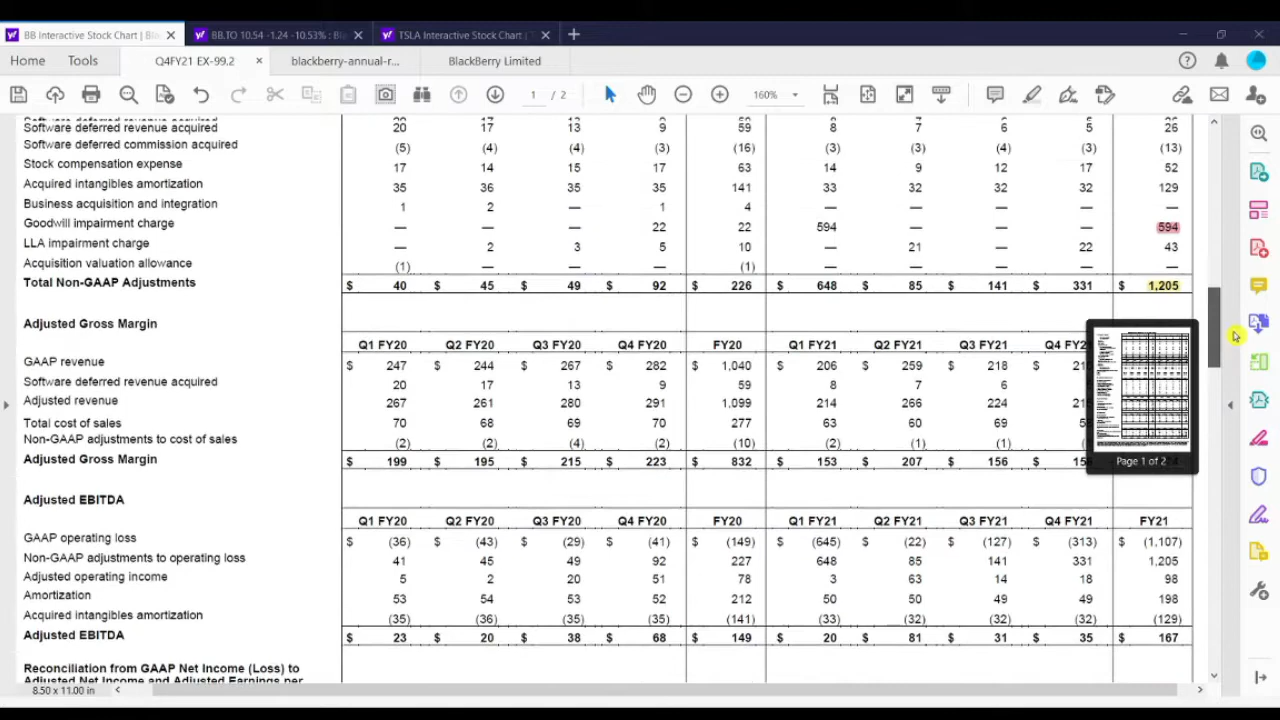 BB Interactive Stock Chart | Blo
BB.TO 10.54 -1.24 -10.53% : Bla
TSLA Interactive Stock Chart | T
Home Tools Q4FY21 EX-99.2 blackberry-annual-r... BlackBerry Limited
1 / 2 160%
Software deferred revenue acquired 20 17 13 9 59 8 7 6 5 26
Software deferred commission acquired (5) (4) (4) (3) (16) (3) (3) (4) (3) (13)
Stock compensation expense 17 14 15 17 63 14 9 12 17 52
Acquired intangibles amortization 35 36 35 35 141 33 32 32 32 129
Business acquisition and integration 1 2 — 1 4 — — — — —
Goodwill impairment charge — — — 22 22 594 — — — 594
LLA impairment charge — 2 3 5 10 — 21 — 22 43
Acquisition valuation allowance (1) — — — (1) — — — — —
Total Non-GAAP Adjustments $ 40 $ 45 $ 49 $ 92 $ 226 $ 648 $ 85 $ 141 $ 331 $ 1,205
Adjusted Gross Margin
Q1 FY20 Q2 FY20 Q3 FY20 Q4 FY20 FY20 Q1 FY21 Q2 FY21 Q3 FY21 Q4 FY
GAAP revenue $ 247 $ 244 $ 267 $ 282 $ 1,040 $ 206 $ 259 $ 218 $ 21
Software deferred revenue acquired 20 17 13 9 59 8 7 6
Adjusted revenue 267 261 280 291 1,099 214 266 224 21
Total cost of sales 70 68 69 70 277 63 60 69 5
Non-GAAP adjustments to cost of sales (2) (2) (4) (2) (10) (2) (1) (1)
Adjusted Gross Margin $ 199 $ 195 $ 215 $ 223 $ 832 $ 153 $ 207 $ 156 $ 15
Page 1 of 2
Adjusted EBITDA
Q1 FY20 Q2 FY20 Q3 FY20 Q4 FY20 FY20 Q1 FY21 Q2 FY21 Q3 FY21 Q4 FY21 FY21
GAAP operating loss $ (36) $ (43) $ (29) $ (41) $ (149) $ (645) $ (22) $ (127) $ (313) $ (1,107)
Non-GAAP adjustments to operating loss 41 45 49 92 227 648 85 141 331 1,205
Adjusted operating income 5 2 20 51 78 3 63 14 18 98
Amortization 53 54 53 52 212 50 50 49 49 198
Acquired intangibles amortization (35) (36) (35) (35) (141) (33) (32) (32) (32) (129)
Adjusted EBITDA $ 23 $ 20 $ 38 $ 68 $ 149 $ 20 $ 81 $ 31 $ 35 $ 167
Reconciliation from GAAP Net Income (Loss) to
Adjusted Net Income and Adjusted Earnings per
8.50 x 11.00 in